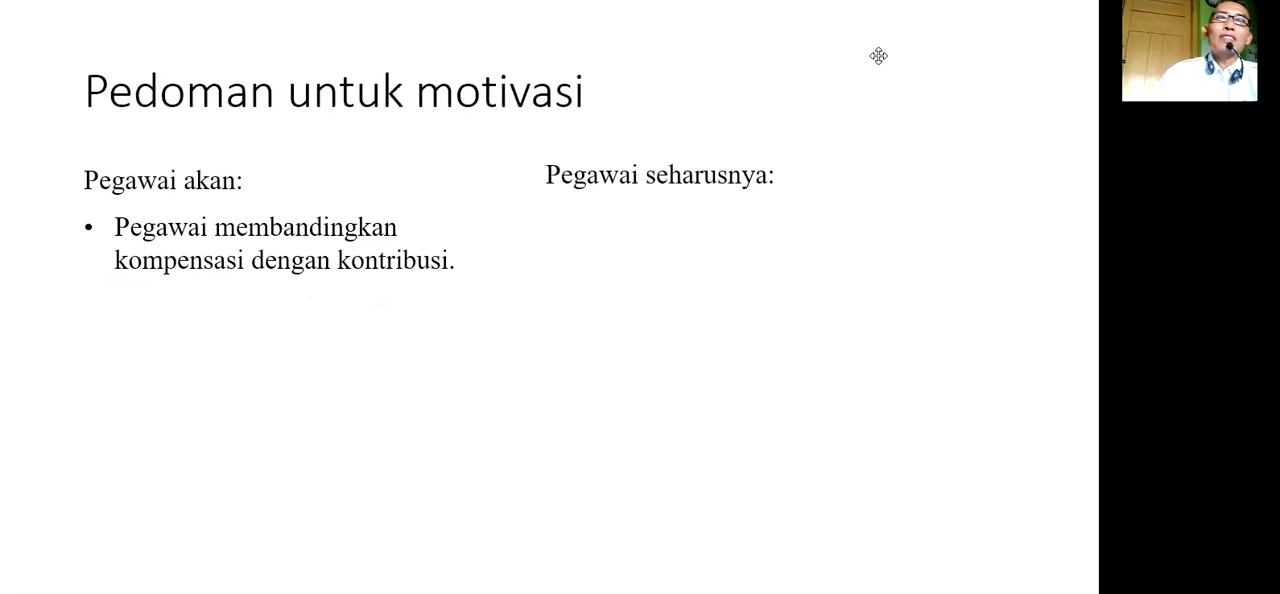 Pedoman untuk motivasi
Pegawai akan:
• Pegawai membandingkan
kompensasi dengan kontribusi.
Pegawai seharusnya: